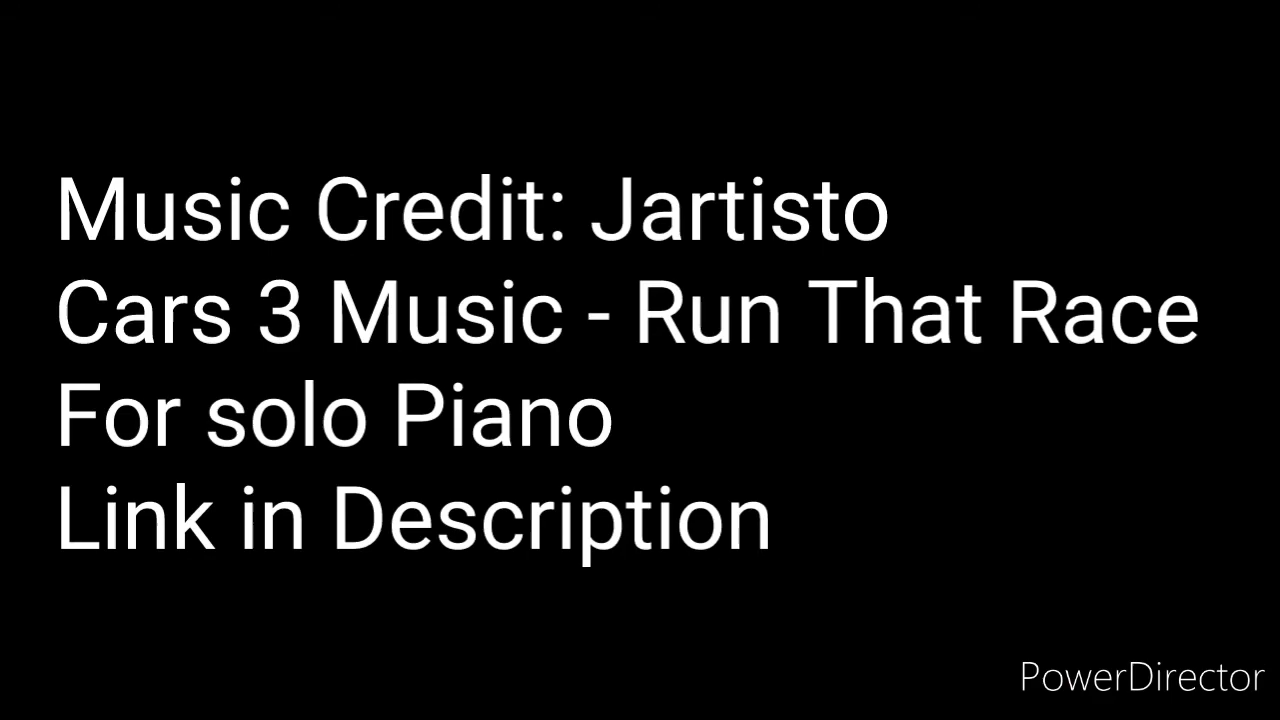 Music Credit: Jartisto
Cars 3 Music - Run That Race
For solo Piano
Link in Description
PowerDirector